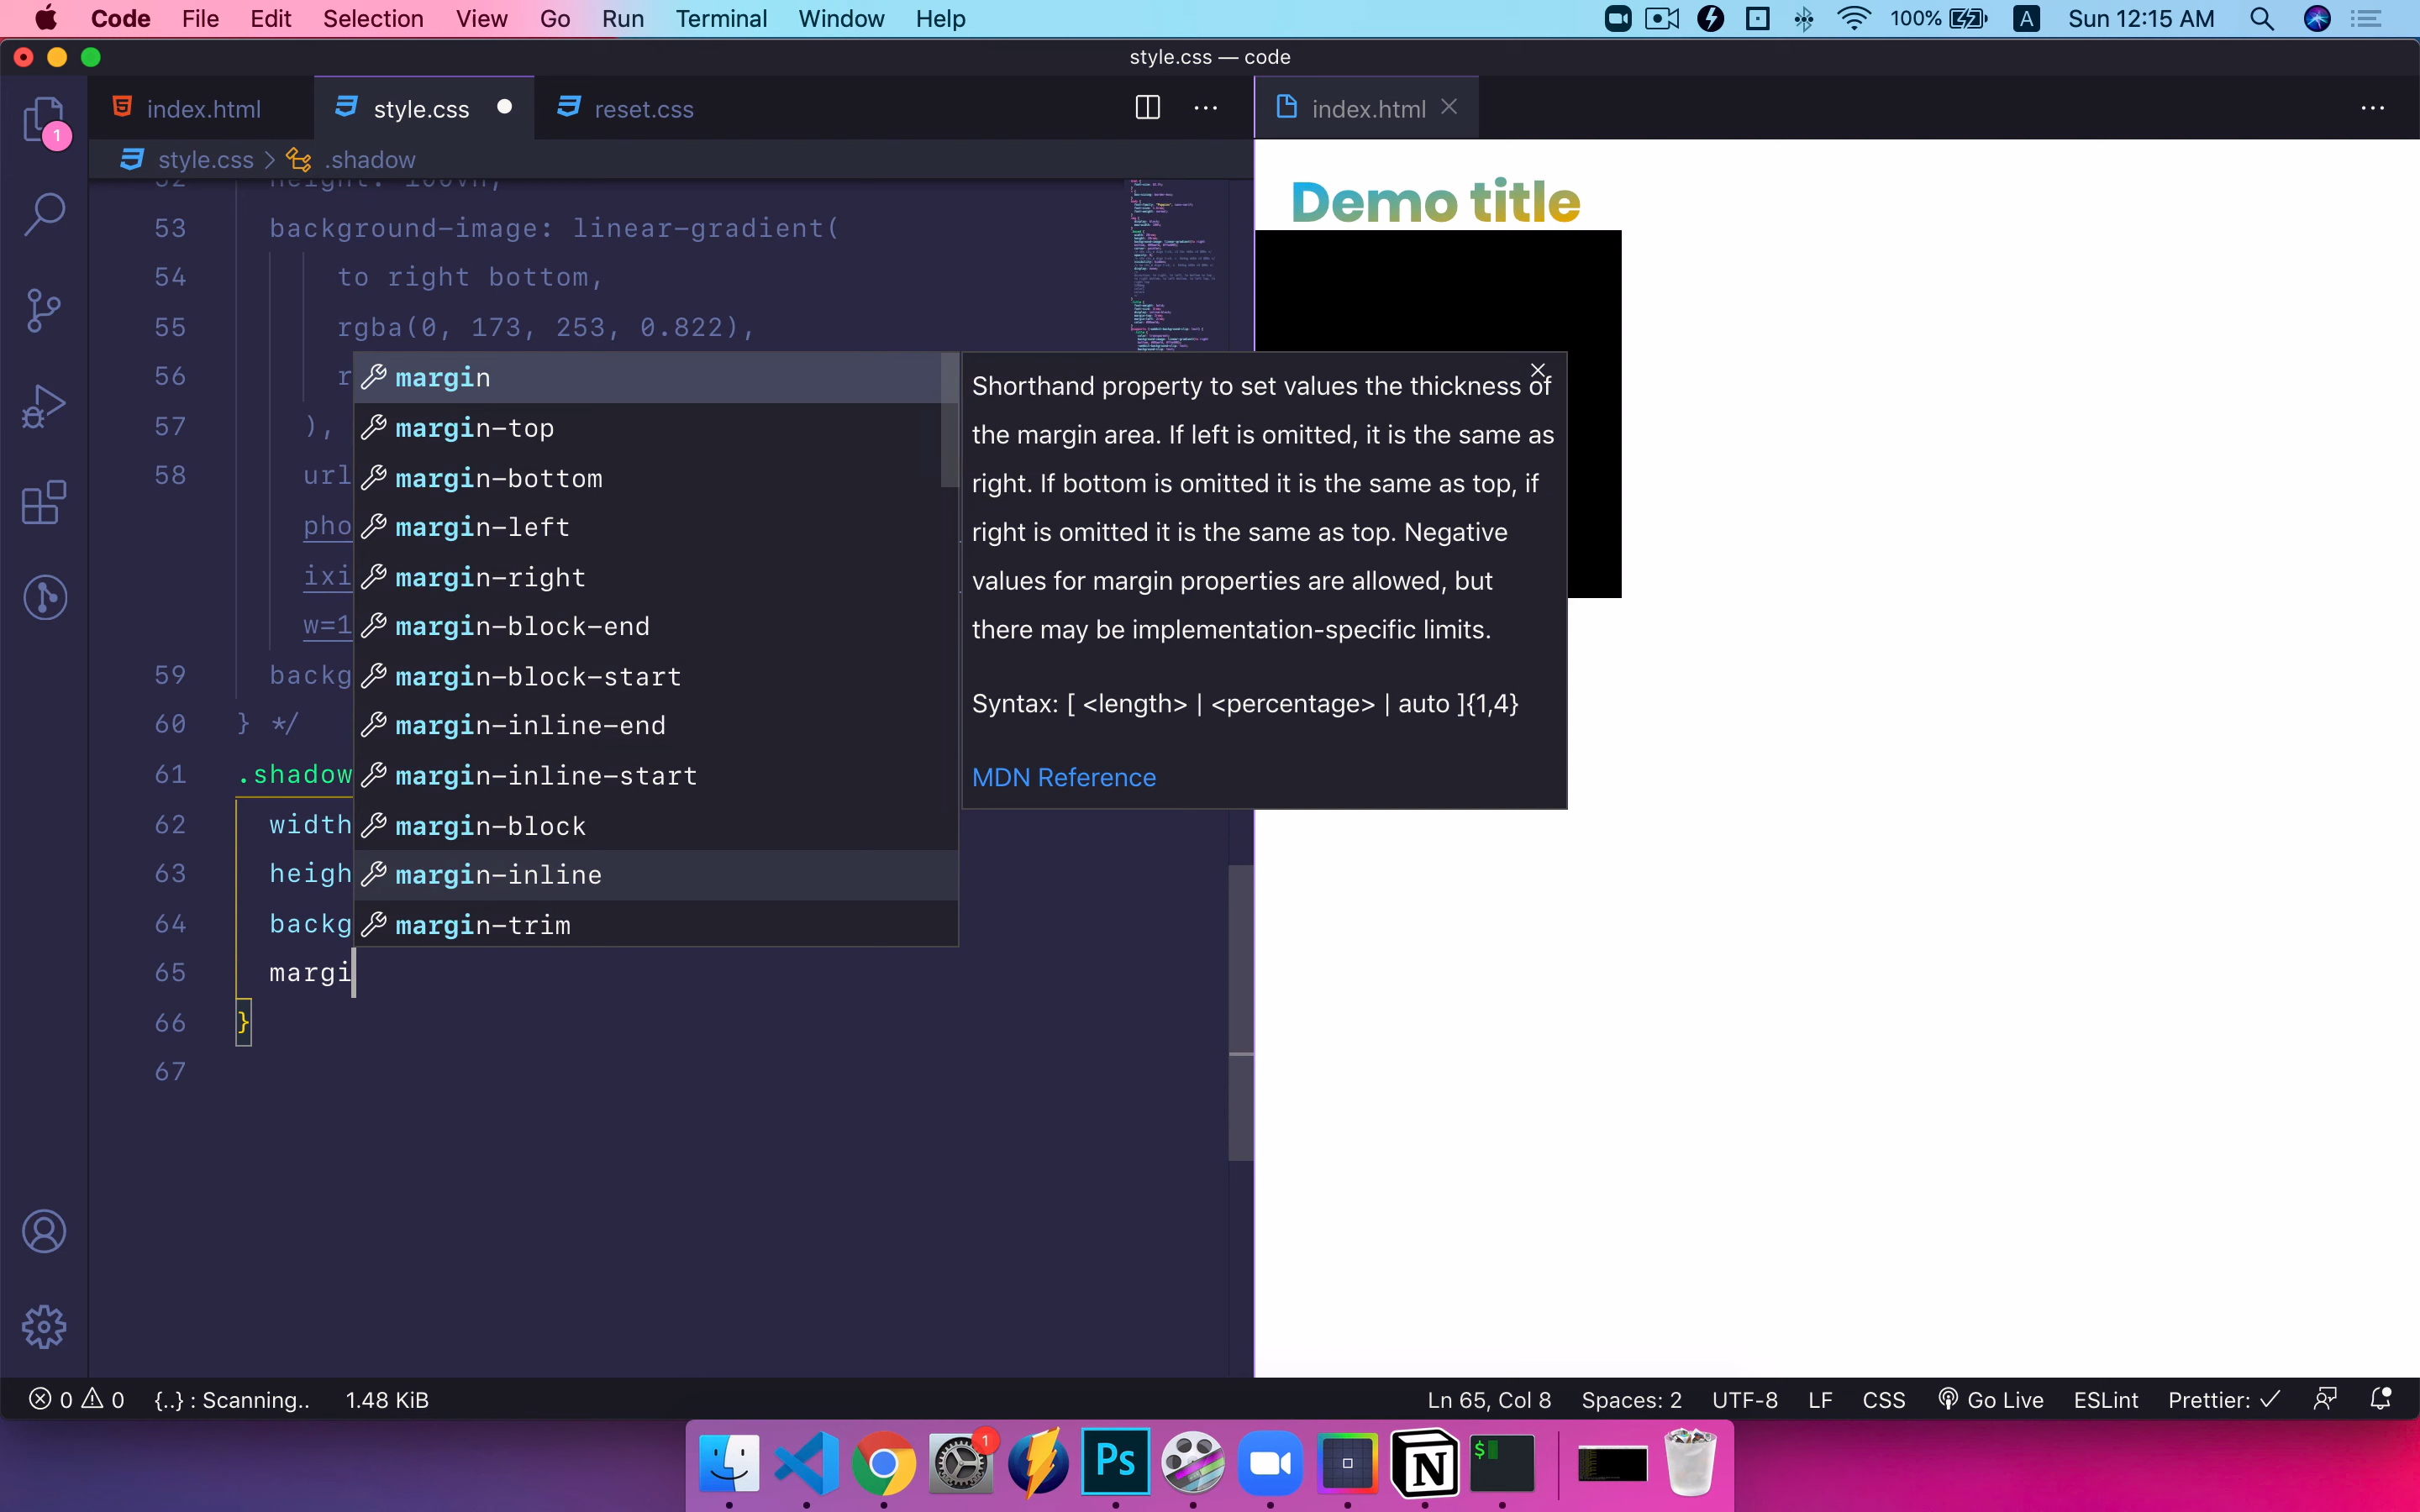 Code File Edit Selection View Go Run Terminal Window Help 100% A Sun 12:15 AM
style.css — code
index.html style.css reset.css index.html
1
style.css > .shadow
52 height: 100vh;
53 background-image: linear-gradient(
54 to right bottom,
55 rgba(0, 173, 253, 0.822),
56 r
57 ),
58 url
pho
ixi
w=1
59 backg
60 } */
61 .shadow
62 width
63 heigh
64 backg
65 margi
66 }
67
margin
margin-top
margin-bottom
margin-left
margin-right
margin-block-end
margin-block-start
margin-inline-end
margin-inline-start
margin-block
margin-inline
margin-trim
Shorthand property to set values the thickness of
the margin area. If left is omitted, it is the same as
right. If bottom is omitted it is the same as top, if
right is omitted it is the same as top. Negative
values for margin properties are allowed, but
there may be implementation-specific limits.
Syntax: [ <length> | <percentage> | auto ]{1,4}
MDN Reference
Demo title
0 0 {..} : Scanning.. 1.48 KiB Ln 65, Col 8 Spaces: 2 UTF-8 LF CSS Go Live ESLint Prettier: ✓
1 Ps N $